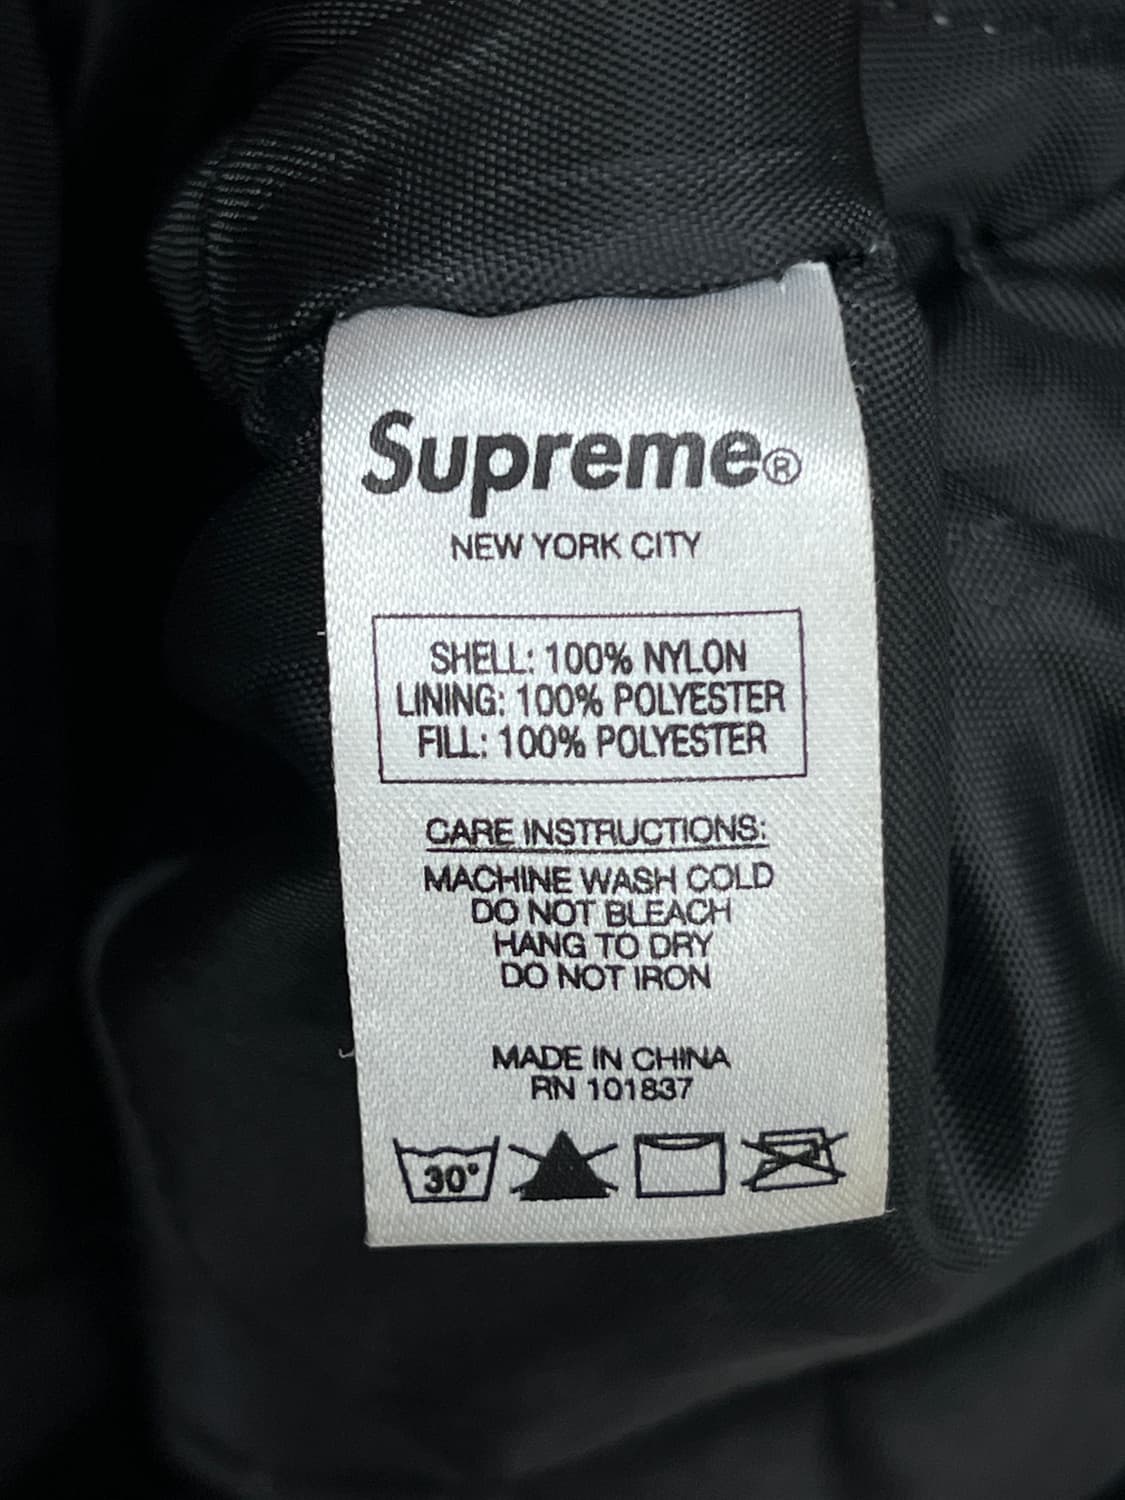 Supreme®
NEW YORK CITY
SHELL: 100% NYLON
LINING: 100% POLYESTER
FILL: 100% POLYESTER
CARE INSTRUCTIONS:
MACHINE WASH COLD
DO NOT BLEACH
HANG TO DRY
DO NOT IRON
MADE IN CHINA
RN 101837
30°